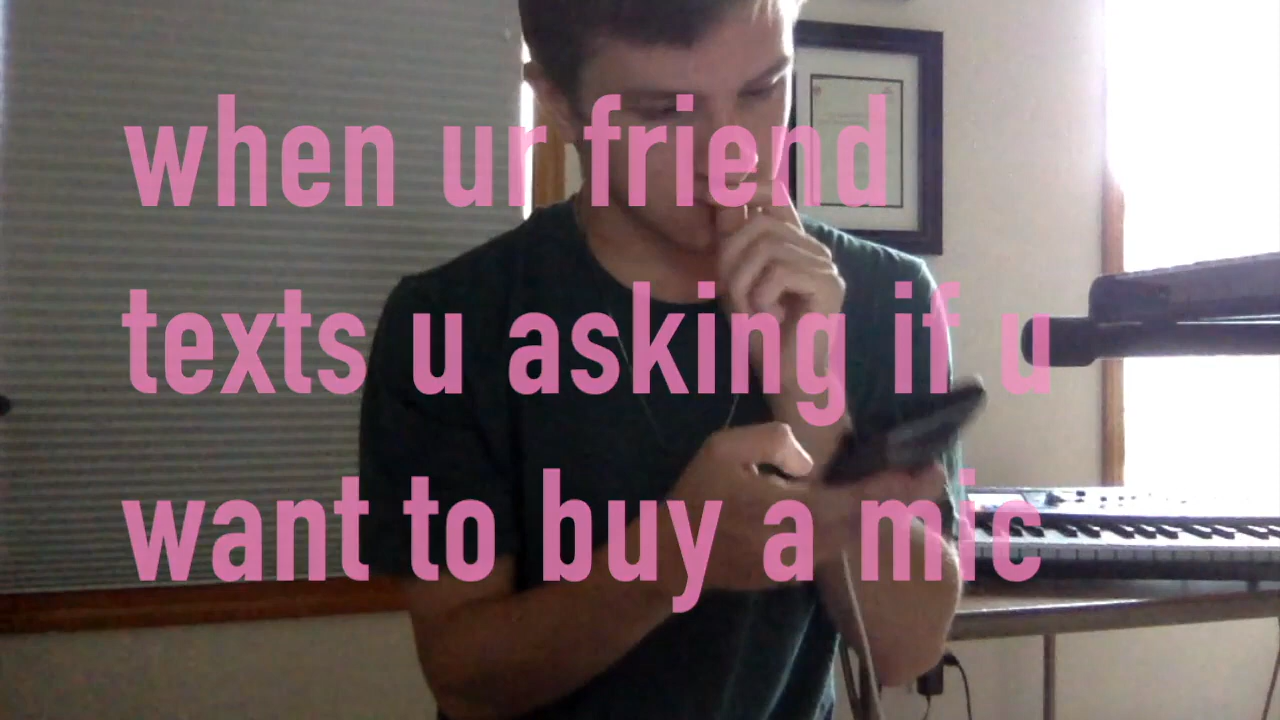 when ur friend
texts u asking if u
want to buy a mic